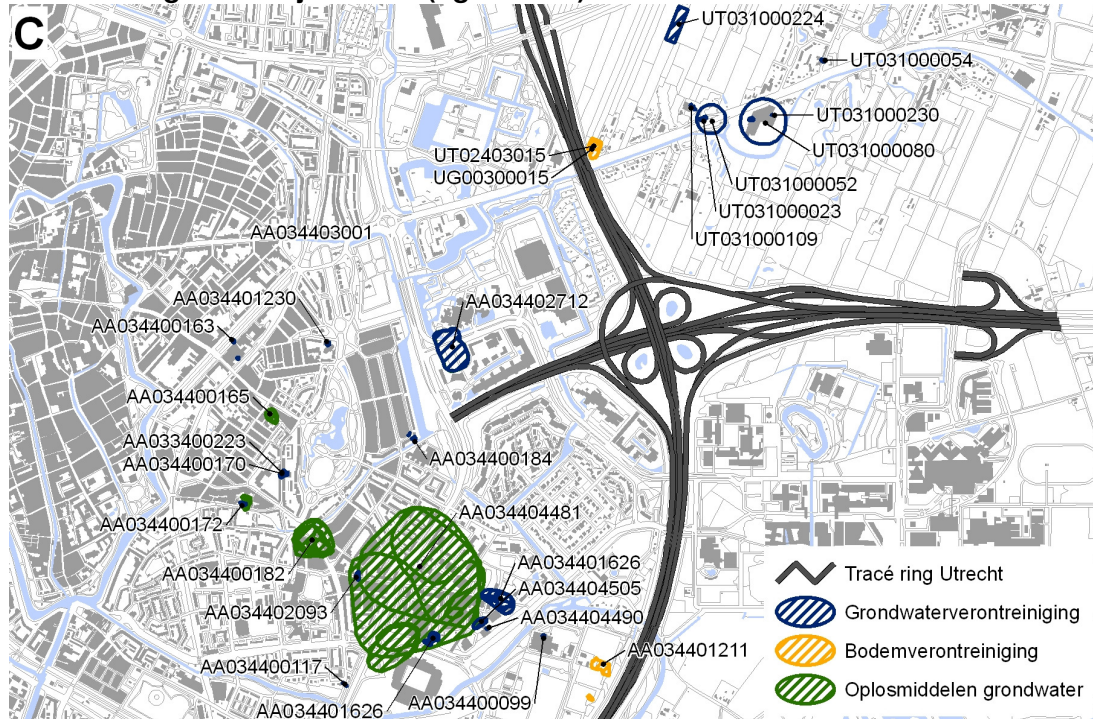 C
UT031000224
UT031000054
UT031000230
UT02403015
UT031000080
UG00300015
UT031000052
UT031000023
AA034403001
UT031000109
AA034401230
AA034402712
AA034400163
AA034400165
AA033400223
AA034400170
AA034400184
AA034400172
AA034404481
AA034400182
AA034401626
AA034404505
AA034402093
AA034404490
AA034401211
AA034400117
AA034401626
AA034400099
Tracé ring Utrecht
Grondwaterverontreiniging
Bodemverontreiniging
Oplosmiddelen grondwater